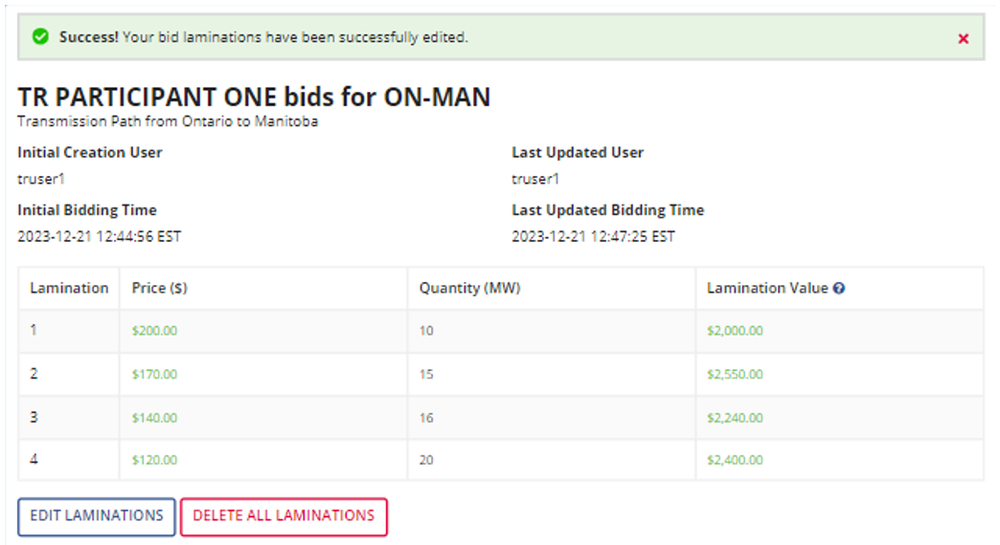 Success! Your bid laminations have been successfully edited.
TR PARTICIPANT ONE bids for ON-MAN
Transmission Path from Ontario to Manitoba
Initial Creation User Last Updated User
truser1 truser1
Initial Bidding Time Last Updated Bidding Time
2023-12-21 12:44:56 EST 2023-12-21 12:47:25 EST
Lamination Price ($) Quantity (MW) Lamination Value
1 $200.00 10 $2,000.00
2 $170.00 15 $2,550.00
3 $140.00 16 $2,240.00
4 $120.00 20 $2,400.00
EDIT LAMINATIONS DELETE ALL LAMINATIONS